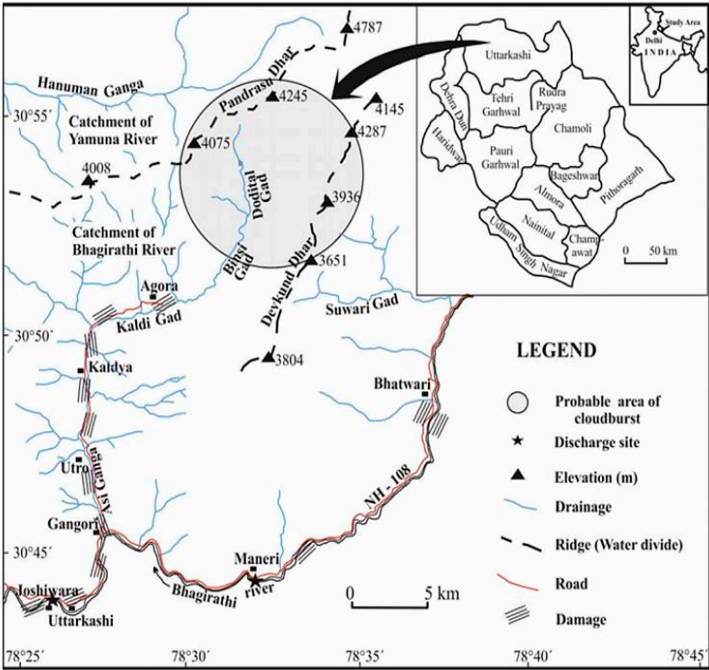 4787
Hanuman Ganga
Pandrasu Dhar
4245
4145
30°55'
Catchment of
Yamuna River
4075
4287
4008
Dodital
Gad
3936
Catchment of
Bhagirathi River
Binsi
Gad
Devkund Dhar
3651
Agora
Kaldi Gad
Suwari Gad
30°50'
3804
Kaldya
Bhatwari
Utro
Asi Ganga
NH - 108
Gangori
30°45'
Maneri
Bhagirathi
river
Joshiyara
Uttarkashi
0 5 km
78°25'
78°30'
78°35'
78°40'
78°45'
Uttarkashi
Dehra Dun
Tehri
Garhwal
Rudra
Prayag
Chamoli
Haridwar
Pauri
Garhwal
Bageshwar
Pithoragarh
Almora
Nainital
Champ-
awat
Udham Singh Nagar
0 50 km
Study Area
Delhi
INDIA
LEGEND
Probable area of
cloudburst
Discharge site
Elevation (m)
Drainage
Ridge (Water divide)
Road
Damage